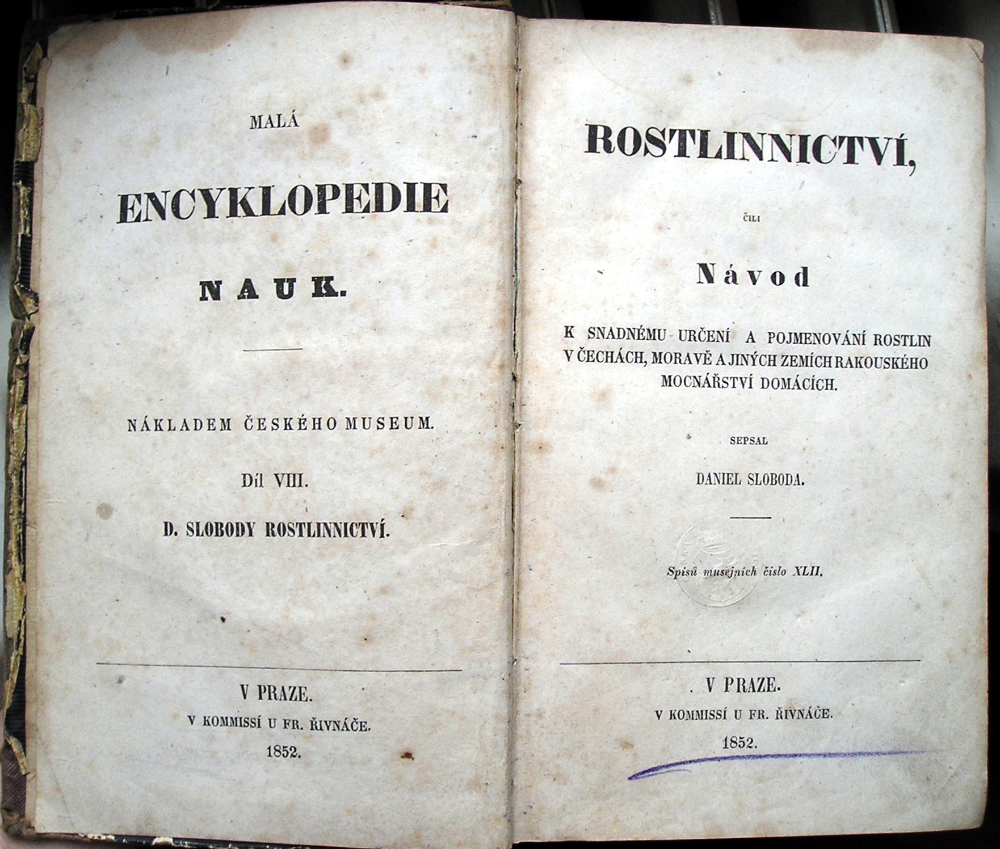 MALÁ
ENCYKLOPEDIE
NAUK.
NÁKLADEM ČESKÉHO MUSEUM.
Díl VIII.
D. SLOBODY ROSTLINNICTVÍ.
V PRAZE.
V KOMMISSÍ U FR. ŘIVNÁČE.
1852.
ROSTLINNICTVÍ,
ČILI
Návod
K SNADNÉMU URČENÍ A POJMENOVÁNÍ ROSTLIN
V ČECHÁCH, MORAVĚ A JINÝCH ZEMÍCH RAKOUSKÉHO
MOCNÁŘSTVÍ DOMÁCÍCH.
SEPSAL
DANIEL SLOBODA.
Spisů musejních číslo XLII.
V PRAZE.
V KOMMISSÍ U FR. ŘIVNÁČE.
1852.